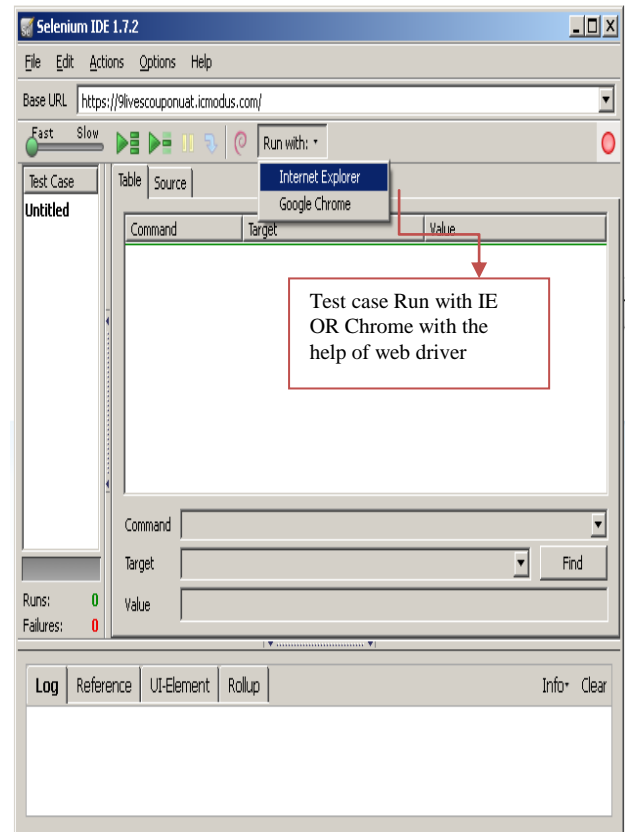 Selenium IDE 1.7.2
File Edit Actions Options Help
Base URL https://9livescouponuat.icmodus.com/
Fast Slow Run with:
Test Case Table Source Internet Explorer
Untitled Google Chrome
Command Target Value
Test case Run with IE
OR Chrome with the
help of web driver
Command
Target Find
Value
Runs: 0
Failures: 0
Log Reference UI-Element Rollup Info Clear